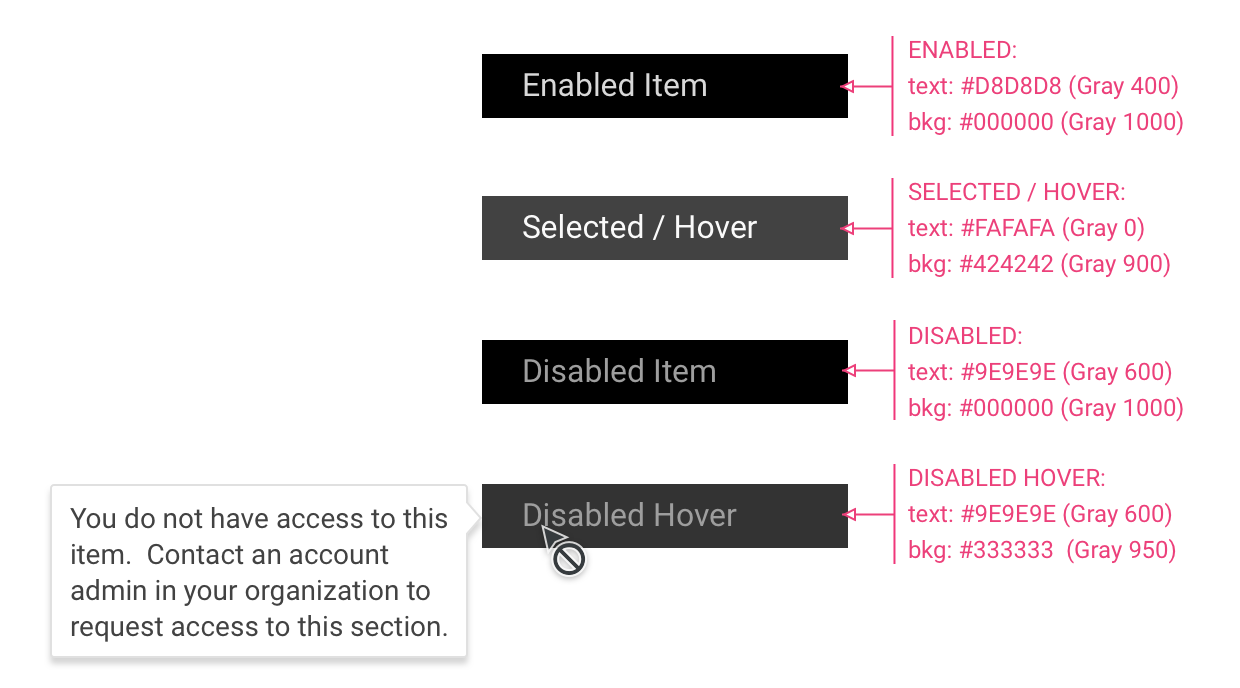 Enabled Item
ENABLED:
text: #D8D8D8 (Gray 400)
bkg: #000000 (Gray 1000)
Selected / Hover
SELECTED / HOVER:
text: #FAFAFA (Gray 0)
bkg: #424242 (Gray 900)
Disabled Item
DISABLED:
text: #9E9E9E (Gray 600)
bkg: #000000 (Gray 1000)
You do not have access to this
item.  Contact an account
admin in your organization to
request access to this section.
Disabled Hover
DISABLED HOVER:
text: #9E9E9E (Gray 600)
bkg: #333333  (Gray 950)